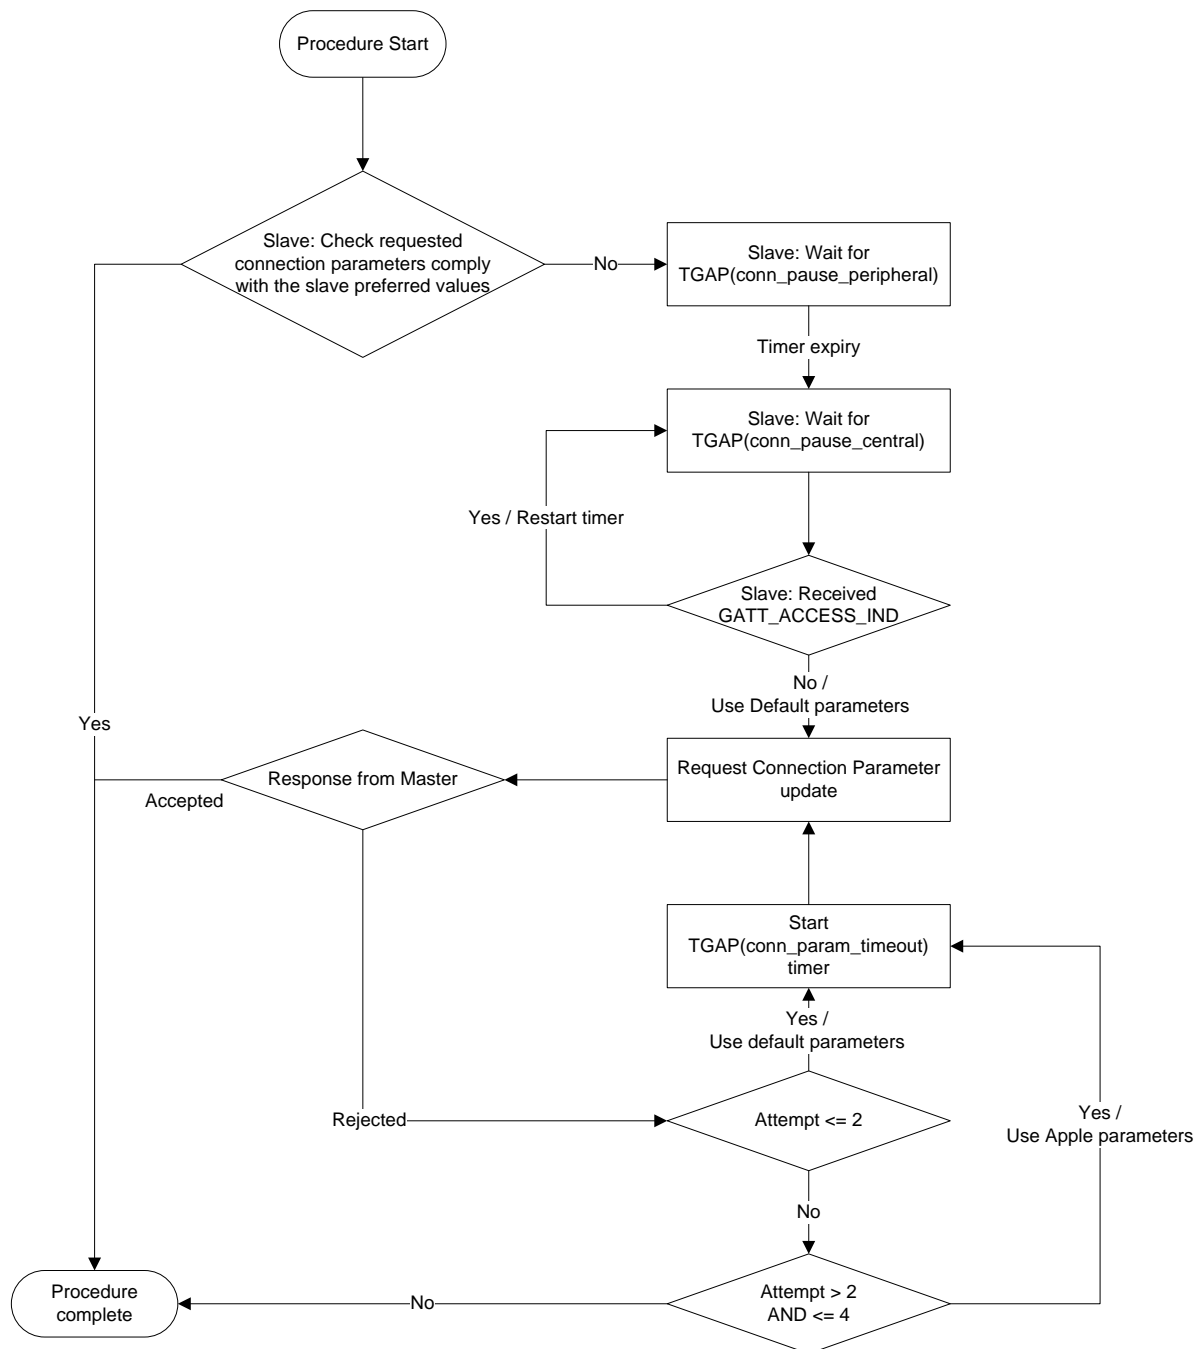 Procedure Start
Slave: Check requested
connection parameters comply
with the slave preferred values
No
Slave: Wait for
TGAP(conn_pause_peripheral)
Timer expiry
Slave: Wait for
TGAP(conn_pause_central)
Yes / Restart timer
Slave: Received
GATT_ACCESS_IND
No /
Use Default parameters
Yes
Request Connection Parameter
update
Response from Master
Accepted
Start
TGAP(conn_param_timeout)
timer
Yes /
Use default parameters
Rejected
Attempt <= 2
Yes /
Use Apple parameters
No
Attempt > 2
AND <= 4
No
Procedure
complete